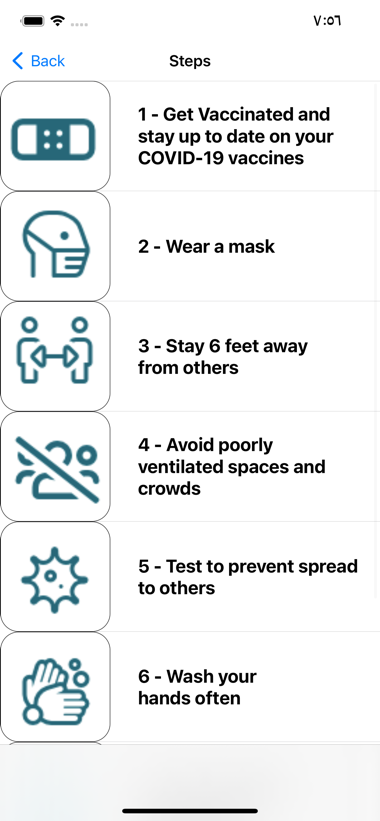 ٧:٥٦
Back
Steps
1 - Get Vaccinated and
stay up to date on your
COVID-19 vaccines
2 - Wear a mask
3 - Stay 6 feet away
from others
4 - Avoid poorly
ventilated spaces and
crowds
5 - Test to prevent spread
to others
6 - Wash your
hands often